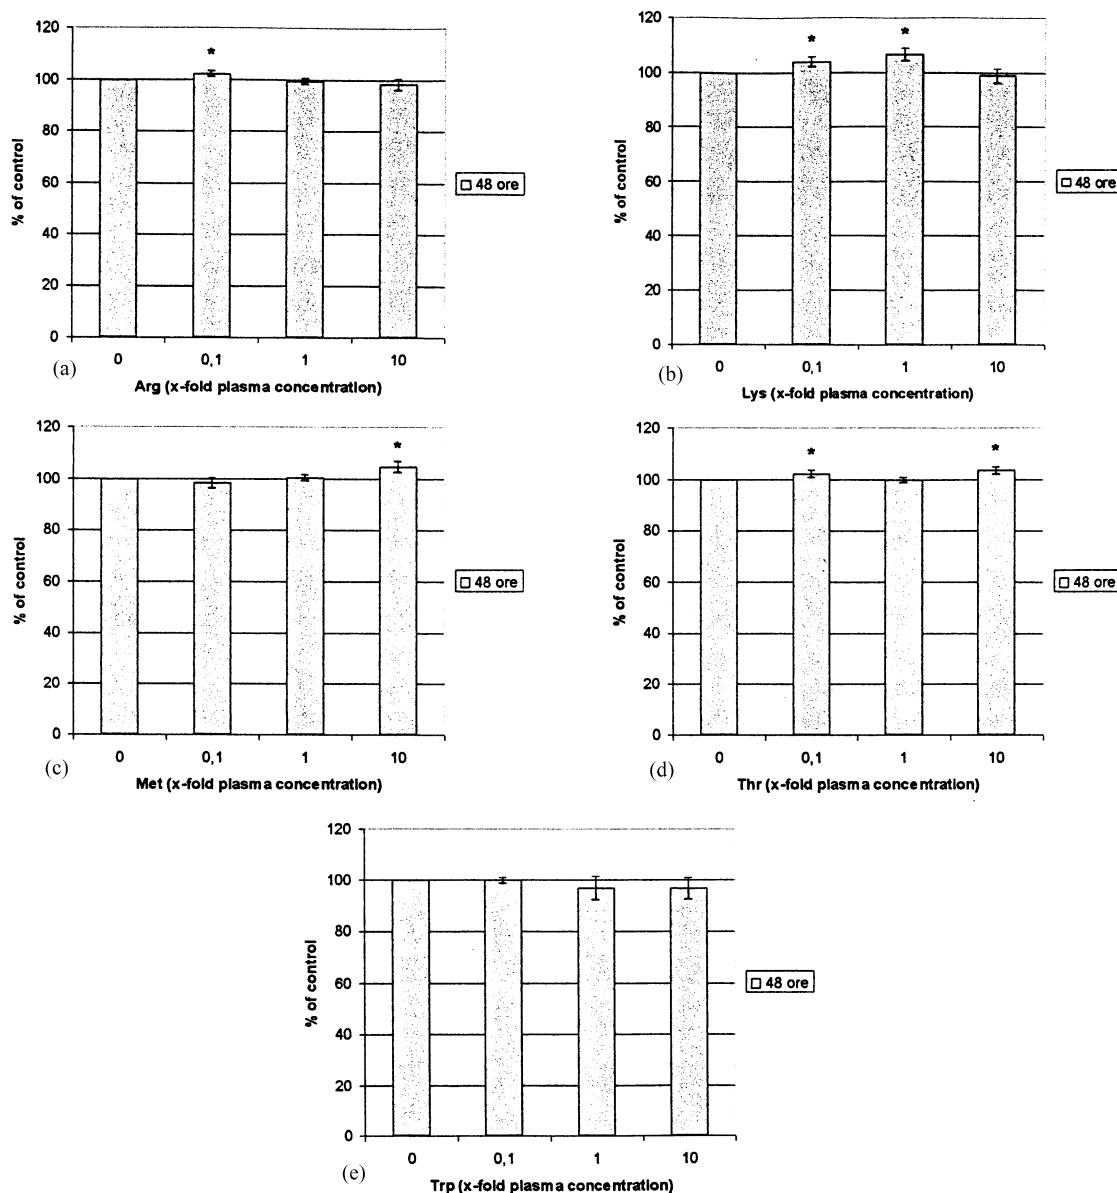 120
100
80
60
40
20
0
% of control
*
0 0,1 1 10
Arg (x-fold plasma concentration)
48 ore
(a)
120
100
80
60
40
20
0
% of control
* *
0 0,1 1 10
Lys (x-fold plasma concentration)
48 ore
(b)
120
100
80
60
40
20
0
% of control
*
0 0,1 1 10
Met (x-fold plasma concentration)
48 ore
(c)
120
100
80
60
40
20
0
% of control
* *
0 0,1 1 10
Thr (x-fold plasma concentration)
48 ore
(d)
120
100
80
60
40
20
0
% of control
0 0,1 1 10
Trp (x-fold plasma concentration)
48 ore
(e)